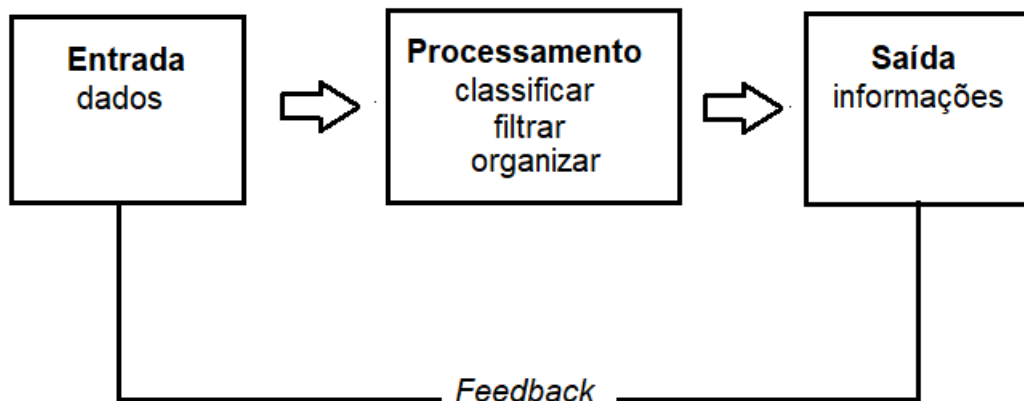 Entrada
dados
Processamento
classificar
filtrar
organizar
Saída
informações
Feedback